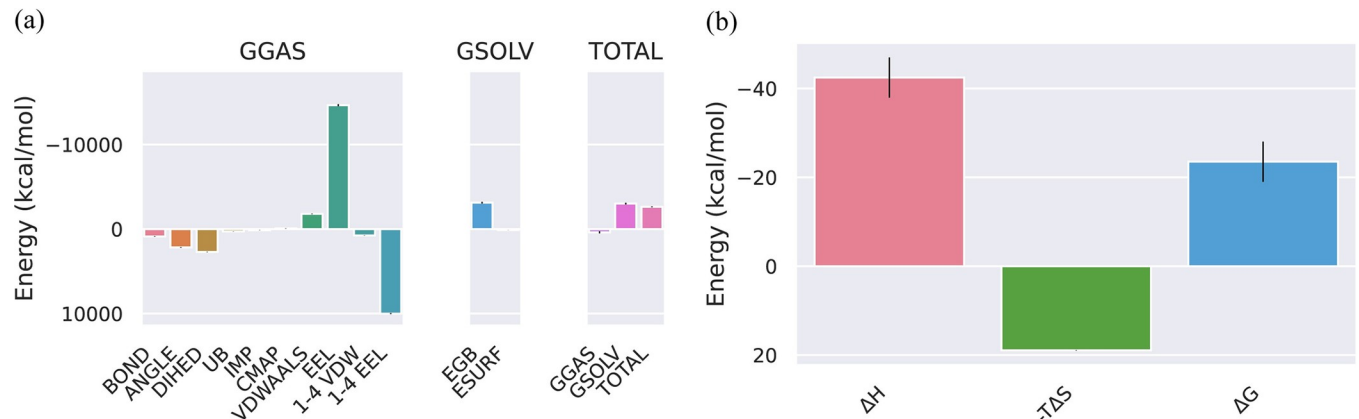 (a)
GGAS
GSOLV
TOTAL
Energy (kcal/mol)
−10000
0
10000
BOND
ANGLE
DIHED
UB
IMP
CMAP
VDWAALS
EEL
1-4 VDW
1-4 EEL
EGB
ESURF
GGAS
GSOLV
TOTAL
(b)
Energy (kcal/mol)
−40
−20
0
20
ΔH
-TΔS
ΔG